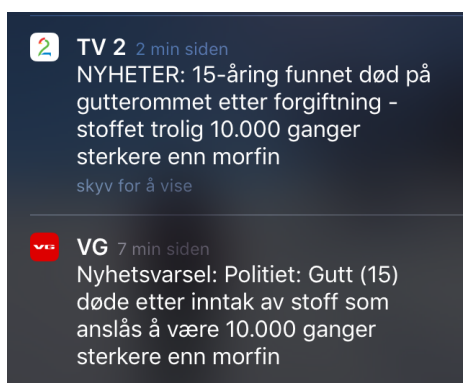 TV 2 2 min siden
NYHETER: 15-åring funnet død på
gutterommet etter forgiftning -
stoffet trolig 10.000 ganger
sterkere enn morfin
skyv for å vise
VG VG 7 min siden
Nyhetsvarsel: Politiet: Gutt (15)
døde etter inntak av stoff som
anslås å være 10.000 ganger
sterkere enn morfin